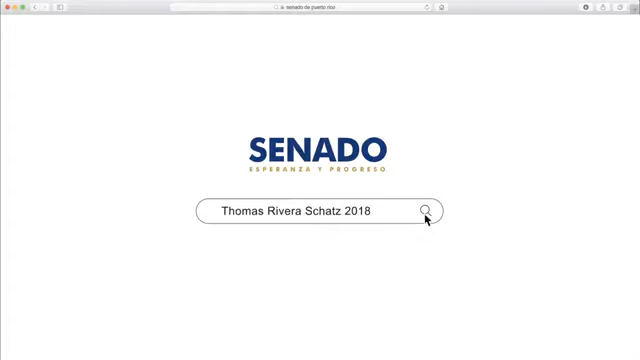 senado de puerto rico
SENADO
ESPERANZA Y PROGRESO
Thomas Rivera Schatz 2018